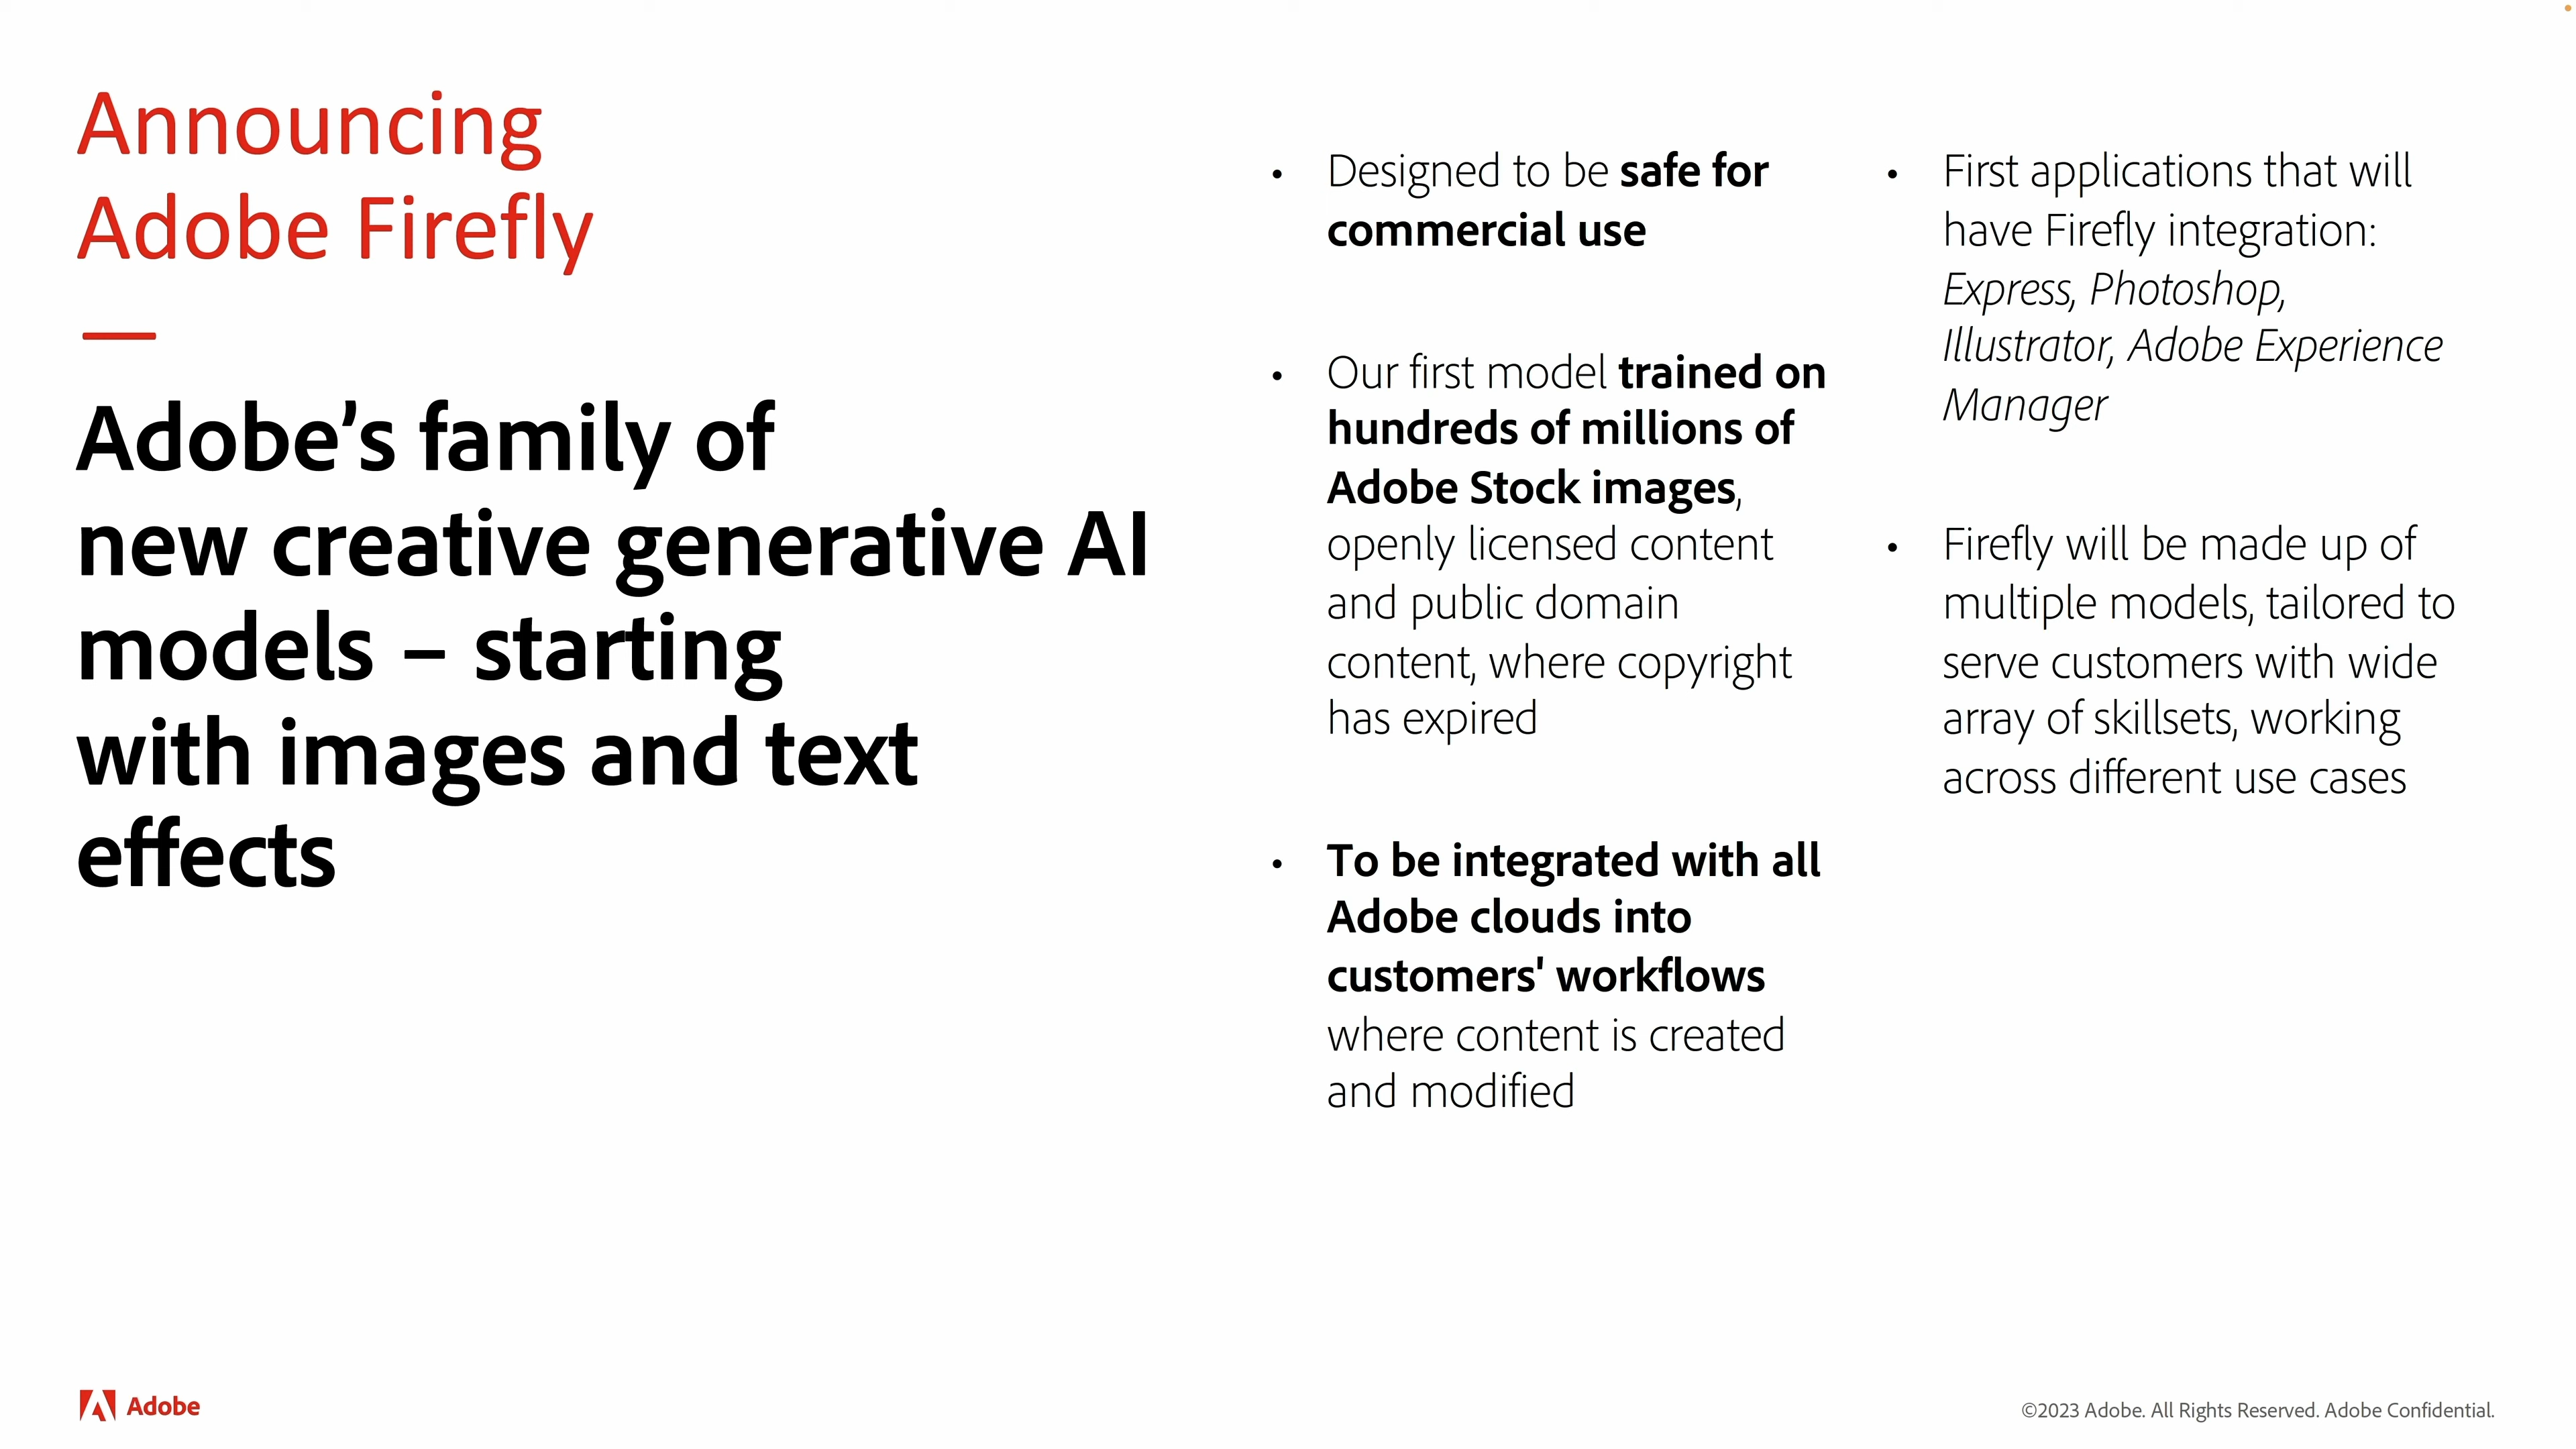 Announcing
Adobe Firefly
Adobe’s family of
new creative generative AI
models – starting
with images and text
effects
• Designed to be safe for
commercial use
• Our first model trained on
hundreds of millions of
Adobe Stock images,
openly licensed content
and public domain
content, where copyright
has expired
• To be integrated with all
Adobe clouds into
customers' workflows
where content is created
and modified
• First applications that will
have Firefly integration:
Express, Photoshop,
Illustrator, Adobe Experience
Manager
• Firefly will be made up of
multiple models, tailored to
serve customers with wide
array of skillsets, working
across different use cases
Adobe
©2023 Adobe. All Rights Reserved. Adobe Confidential.